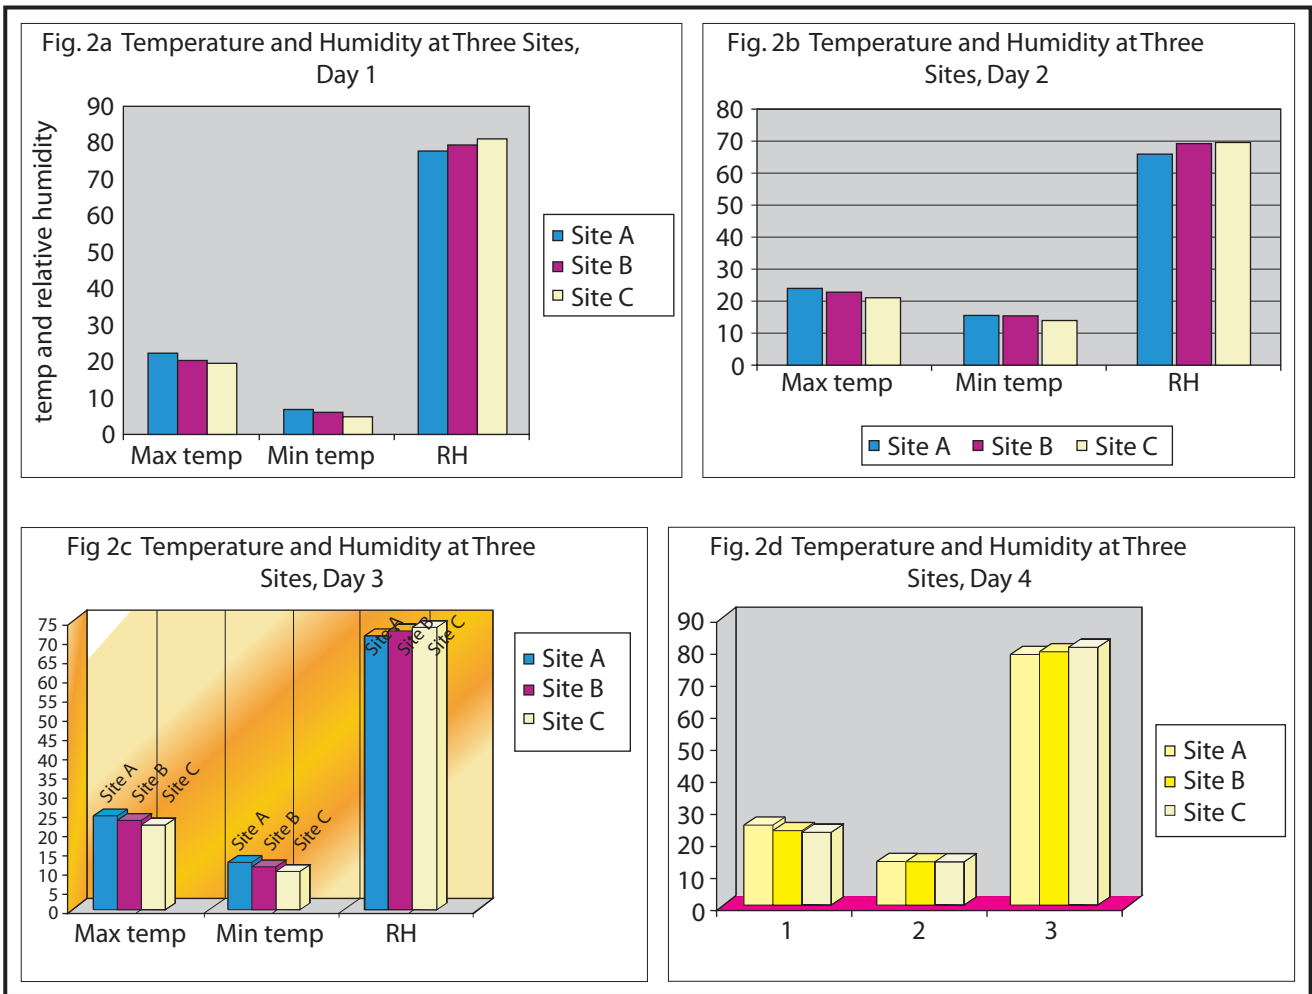 Fig. 2a Temperature and Humidity at Three Sites,
Day 1
temp and relative humidity
90
80
70
60
50
40
30
20
10
0
Max temp Min temp RH
Site A
Site B
Site C
Fig. 2b Temperature and Humidity at Three
Sites, Day 2
80
70
60
50
40
30
20
10
0
Max temp Min temp RH
Site A Site B Site C
Fig 2c Temperature and Humidity at Three
Sites, Day 3
75
70
65
60
55
50
45
40
35
30
25
20
15
10
5
0
Site A Site B Site C
Site A Site B Site C
Site A Site B Site C
Max temp Min temp RH
Site A
Site B
Site C
Fig. 2d Temperature and Humidity at Three
Sites, Day 4
90
80
70
60
50
40
30
20
10
0
1 2 3
Site A
Site B
Site C